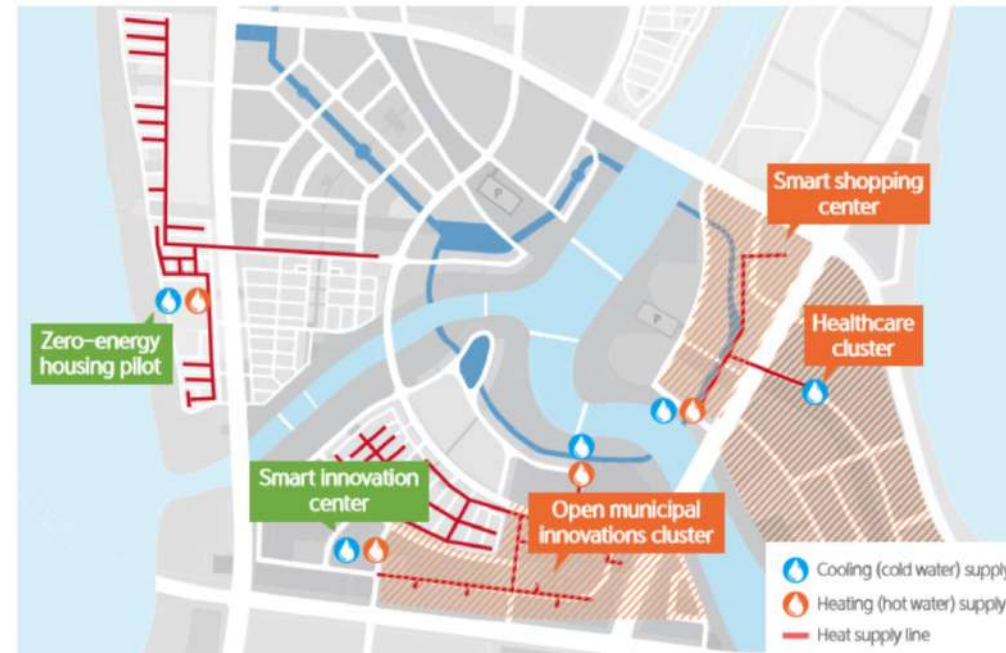 Smart shopping
center
Healthcare
cluster
Zero-energy
housing pilot
Smart innovation
center
Open municipal
innovations cluster
Cooling (cold water) supply
Heating (hot water) supply
Heat supply line